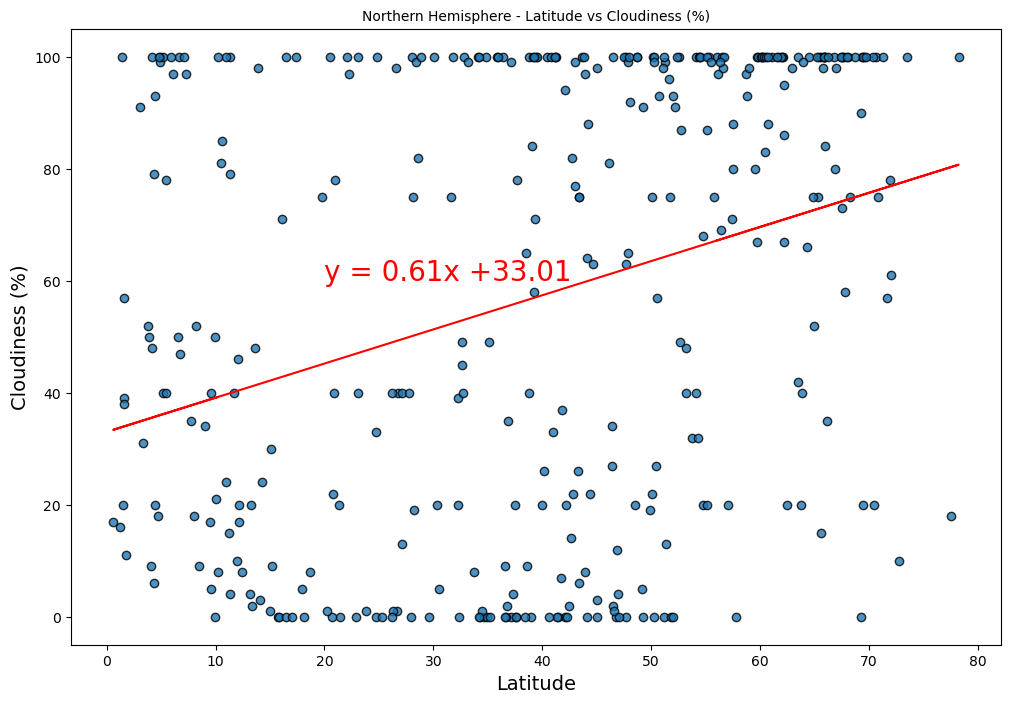 Northern Hemisphere - Latitude vs Cloudiness (%)
Cloudiness (%)
100
80
60
40
20
0
y = 0.61x +33.01
0 10 20 30 40 50 60 70 80
Latitude